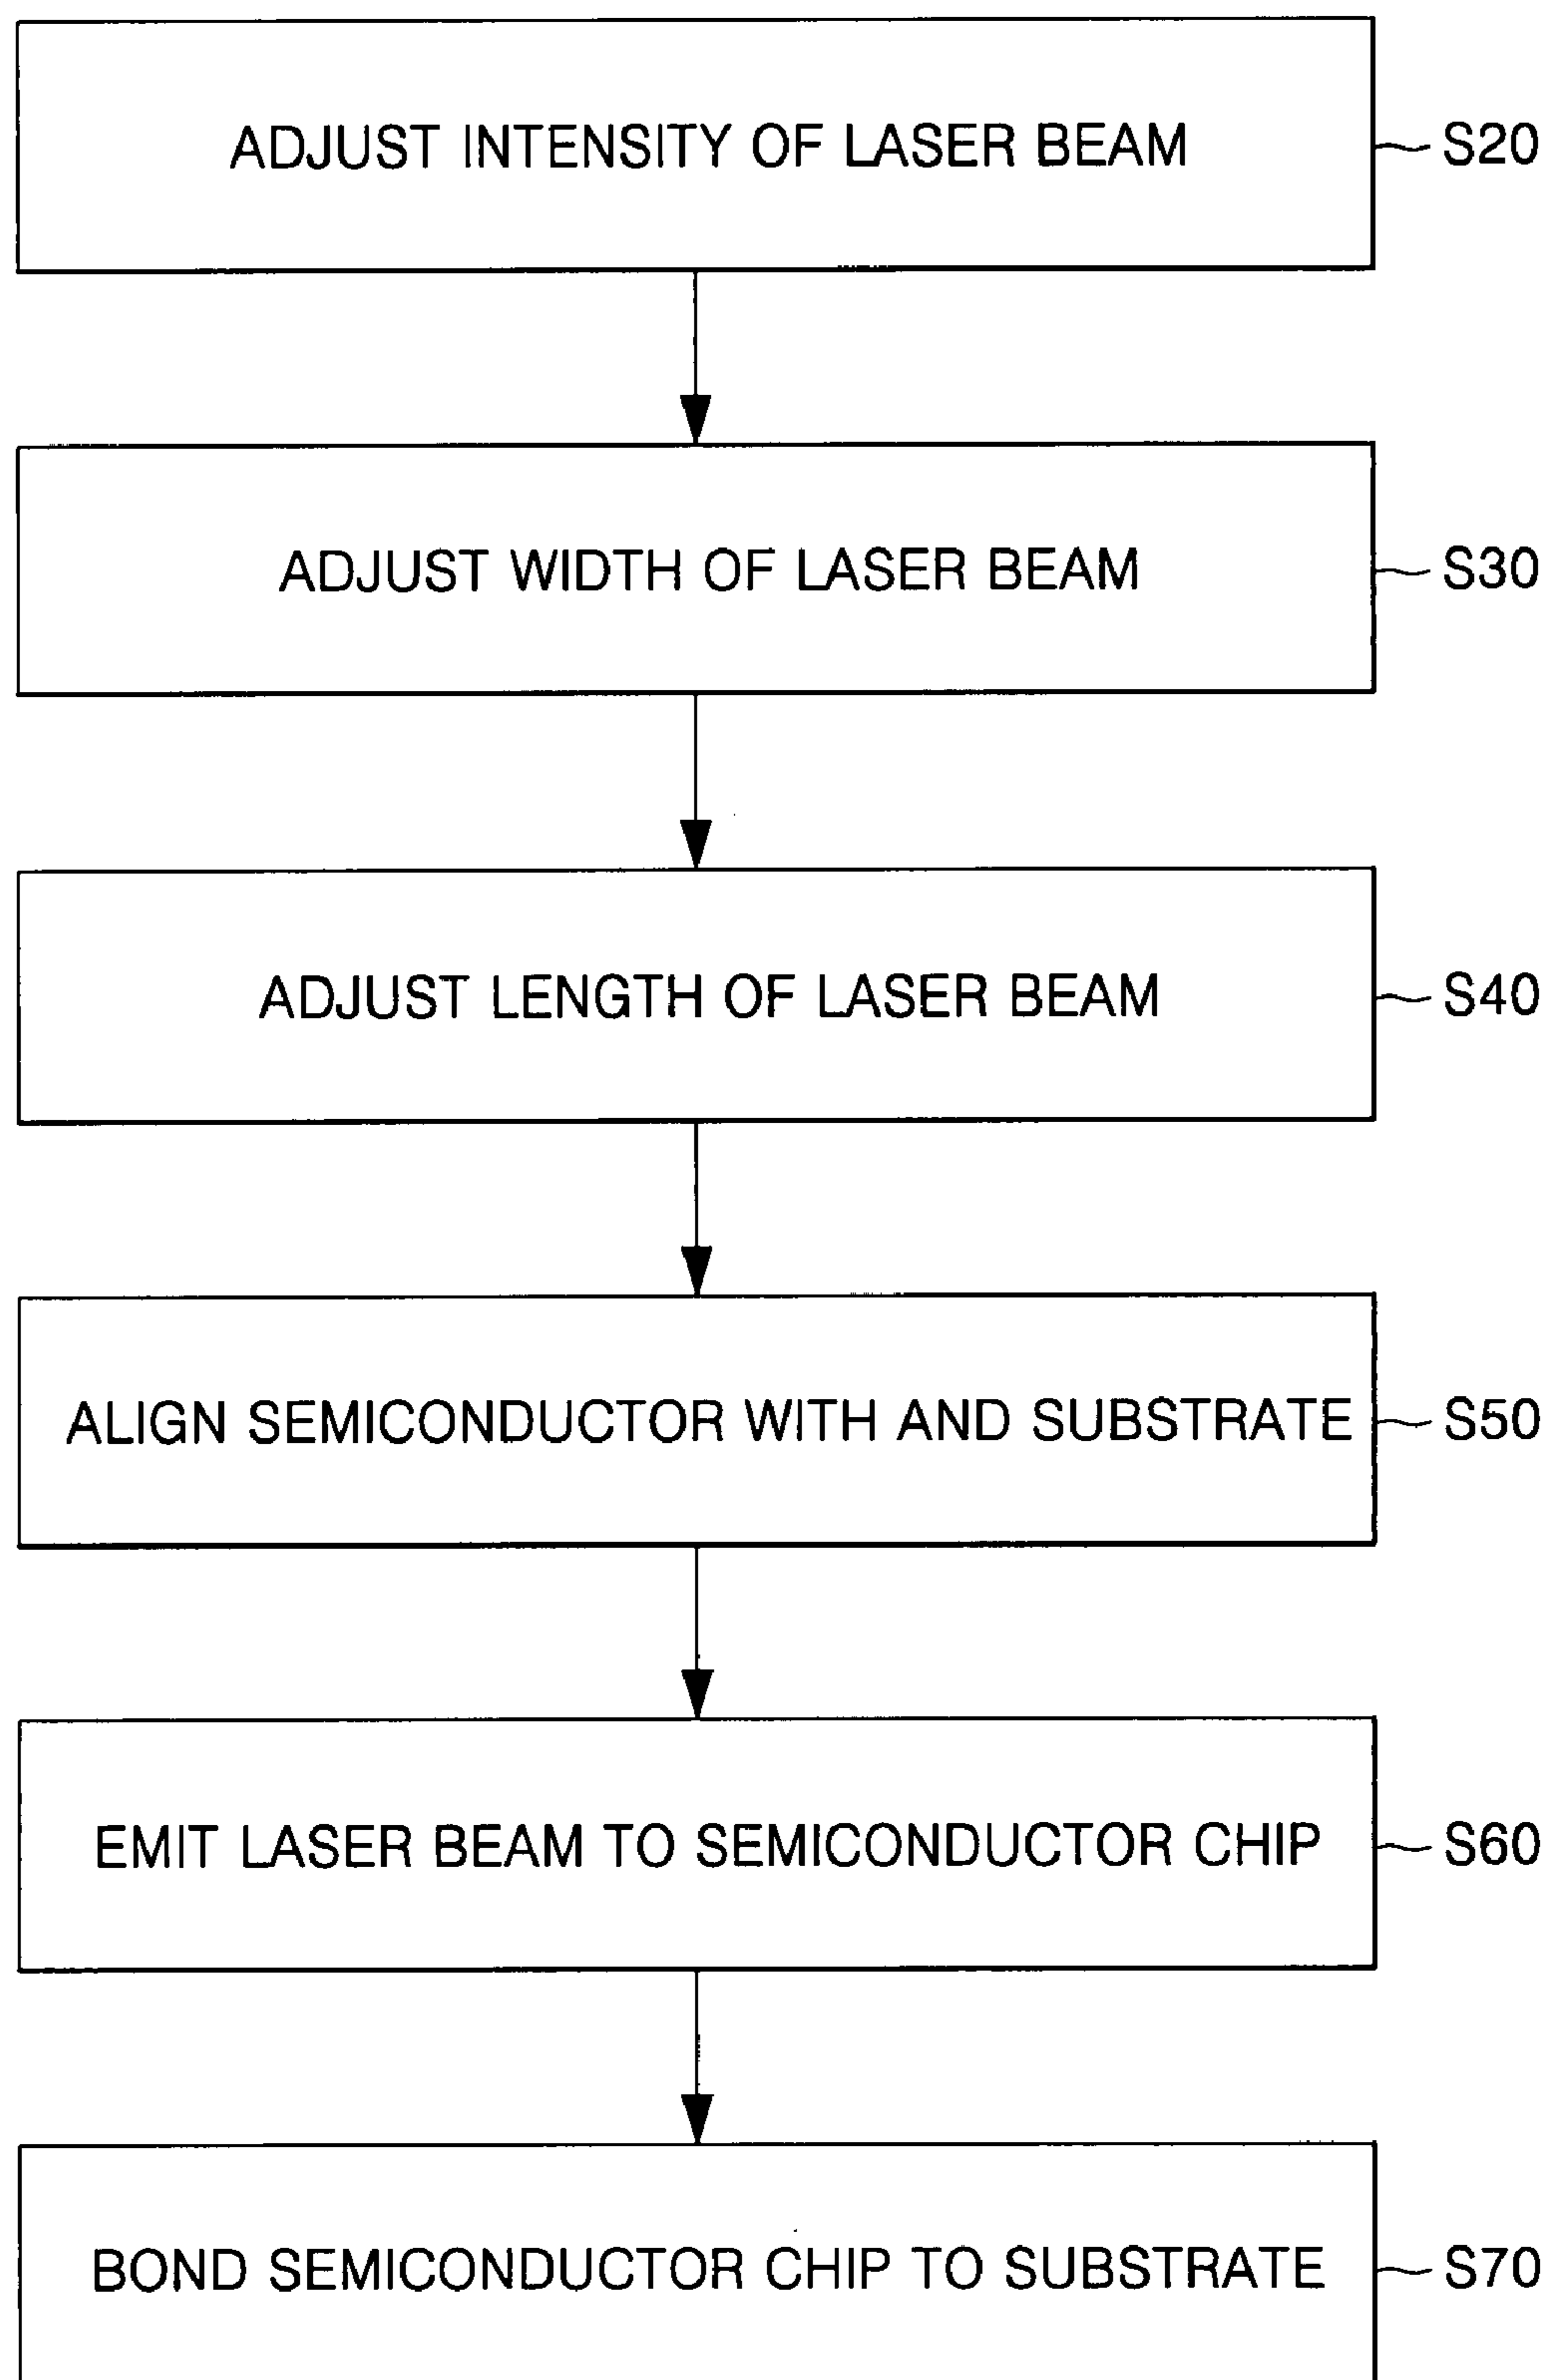 ADJUST INTENSITY OF LASER BEAM S20
ADJUST WIDTH OF LASER BEAM S30
ADJUST LENGTH OF LASER BEAM S40
ALIGN SEMICONDUCTOR WITH AND SUBSTRATE S50
EMIT LASER BEAM TO SEMICONDUCTOR CHIP S60
BOND SEMICONDUCTOR CHIP TO SUBSTRATE S70